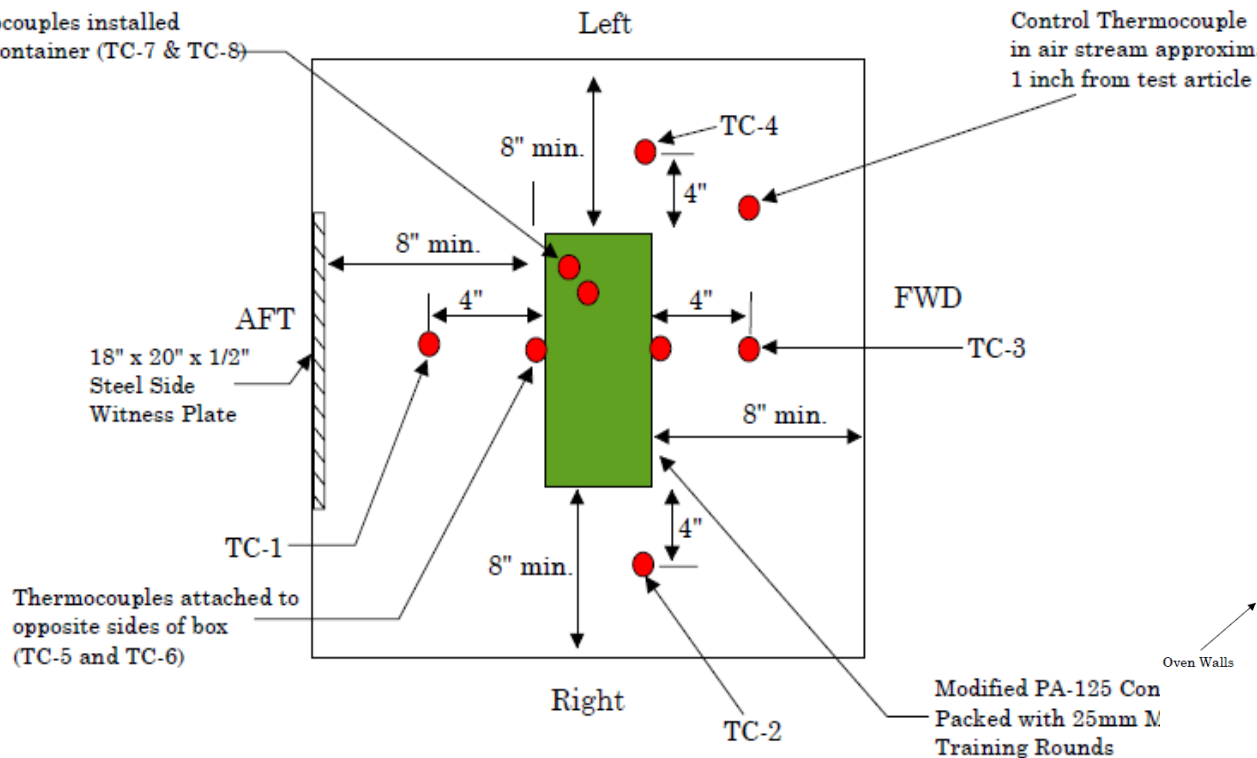 Left
ocouples installed
ontainer (TC-7 & TC-8)
Control Thermocouple
in air stream approxim
1 inch from test article
TC-4
8" min.
4"
8" min.
4"
4"
FWD
AFT
TC-3
18" x 20" x 1/2"
Steel Side
Witness Plate
8" min.
TC-1
4"
8" min.
Thermocouples attached to
opposite sides of box
(TC-5 and TC-6)
Oven Walls
Right
TC-2
Modified PA-125 Con
Packed with 25mm M
Training Rounds